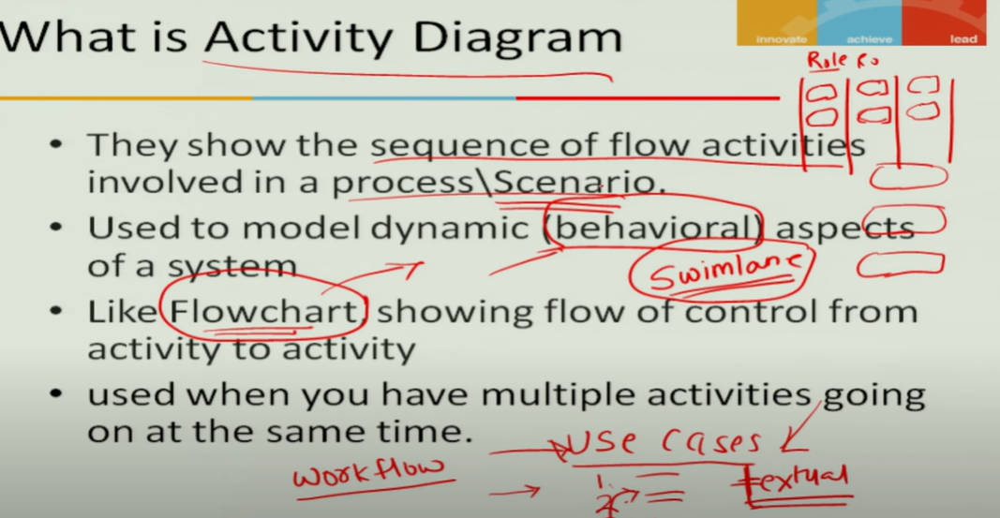 What is Activity Diagram
innovate achieve lead
Role
• They show the sequence of flow activities
involved in a process\Scenario.
• Used to model dynamic (behavioral) aspects
of a system
Swimlane
• Like Flowchart, showing flow of control from
activity to activity
• used when you have multiple activities going
on at the same time.
Use Cases
Workflow
1.
2.
textual